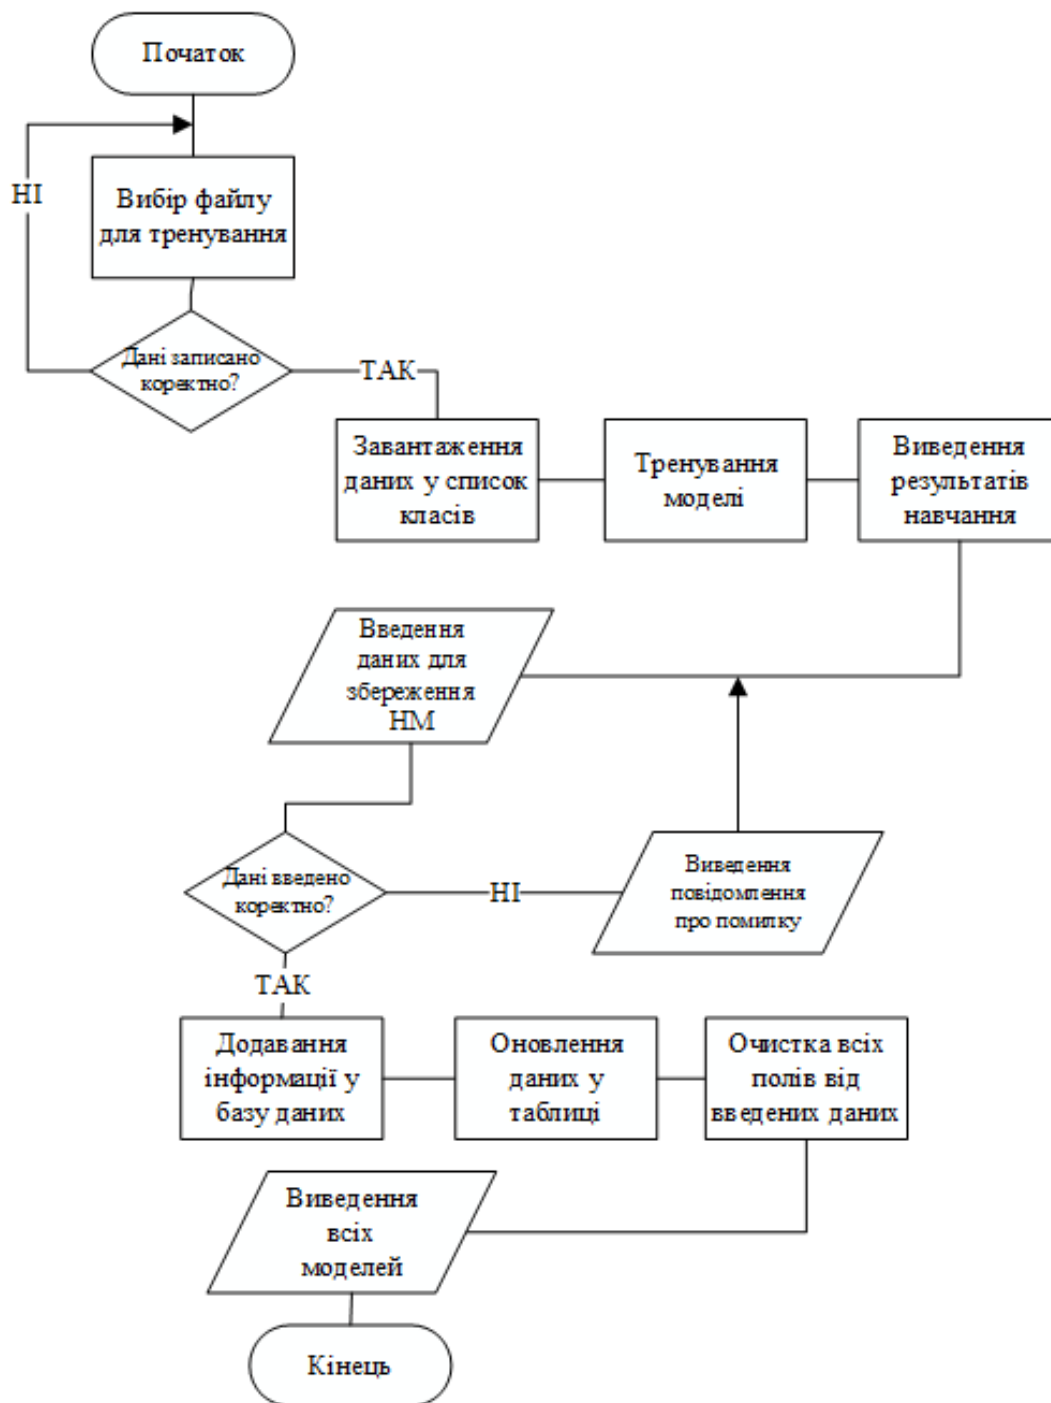 Початок
НІ
Вибір файлу
для тренування
Дані записано
коректно?
ТАК
Завантаження
даних у список
класів
Тренування
моделі
Виведення
результатів
навчання
Введення
даних для
збереження
НМ
Дані введено
коректно?
НІ
Виведення
повідомлення
про помилку
ТАК
Додавання
інформації у
базу даних
Оновлення
даних у
таблиці
Очистка всіх
полів від
введених даних
Виведення
всіх
моделей
Кінець